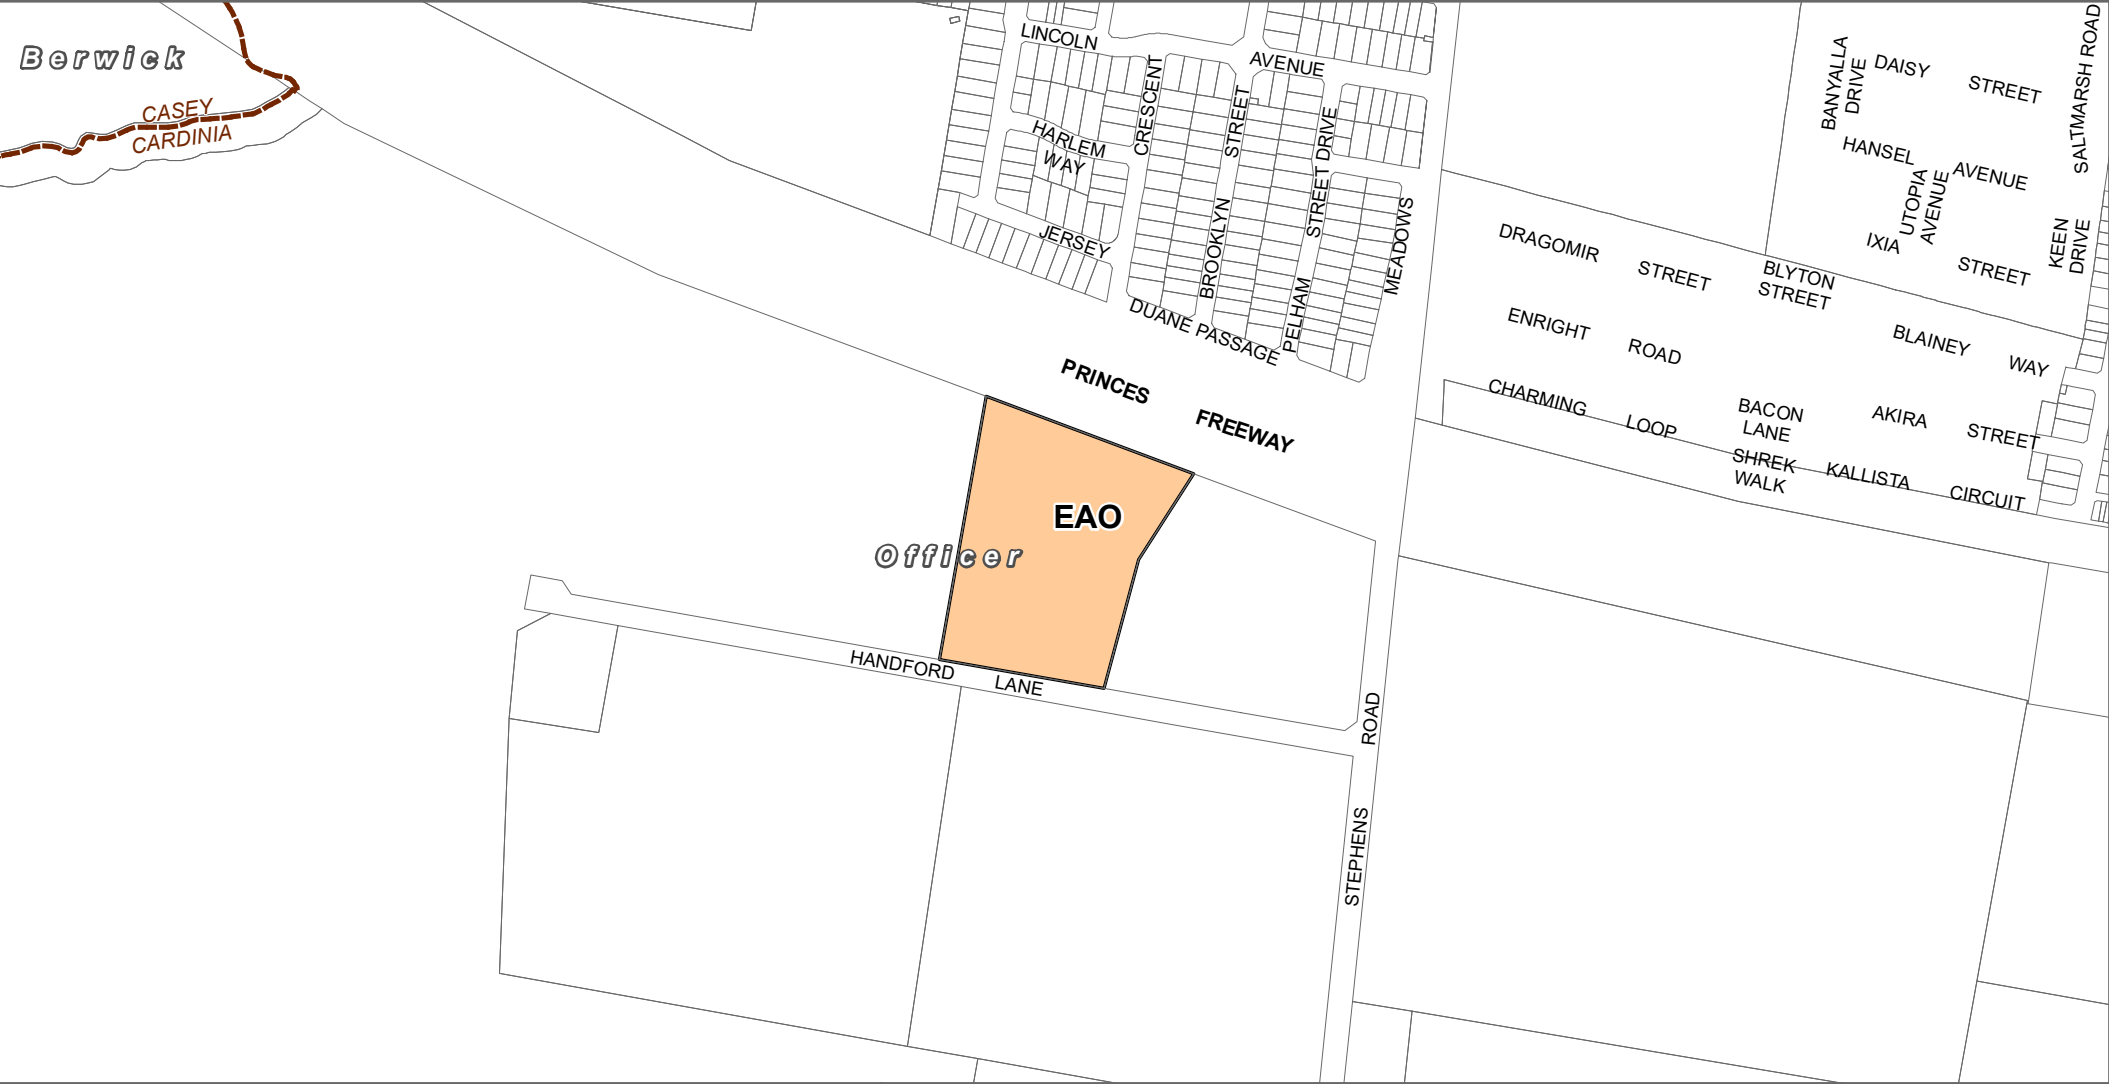 Berwick
CASEY
CARDINIA
LINCOLN
AVENUE
CRESCENT
HARLEM
WAY
JERSEY
BROOKLYN
STREET
PELHAM
STREET DRIVE
MEADOWS
DUANE PASSAGE
PRINCES
FREEWAY
BANYALLA
DRIVE
DAISY
STREET
SALTMARSH ROAD
HANSEL
AVENUE
UTOPIA
AVENUE
IXIA
STREET
KEEN
DRIVE
DRAGOMIR
STREET
BLYTON
STREET
ENRIGHT
ROAD
BLAINEY
WAY
CHARMING
LOOP
BACON
LANE
AKIRA
STREET
SHREK
WALK
KALLISTA
CIRCUIT
EAO
Officer
HANDFORD
LANE
STEPHENS
ROAD